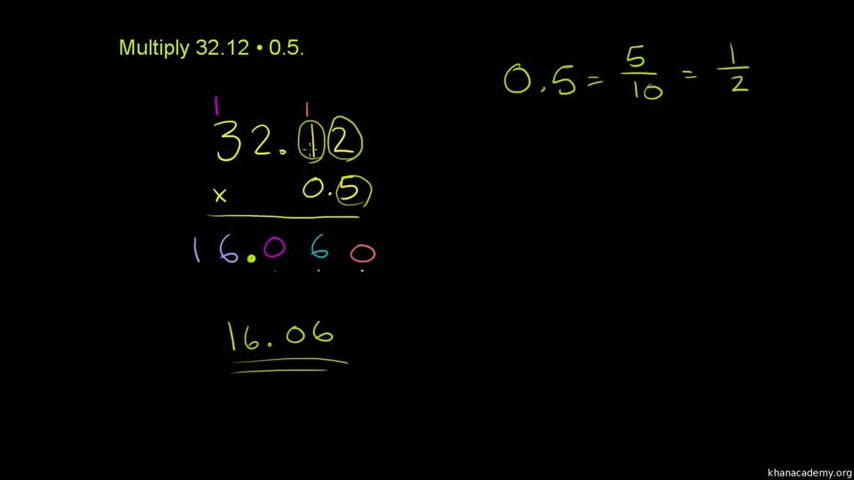 Multiply 32.12 • 0.5.
0.5 = 5/10 = 1/2
1 1
32.12
x 0.5
16.060
16.06
khanacademy.org